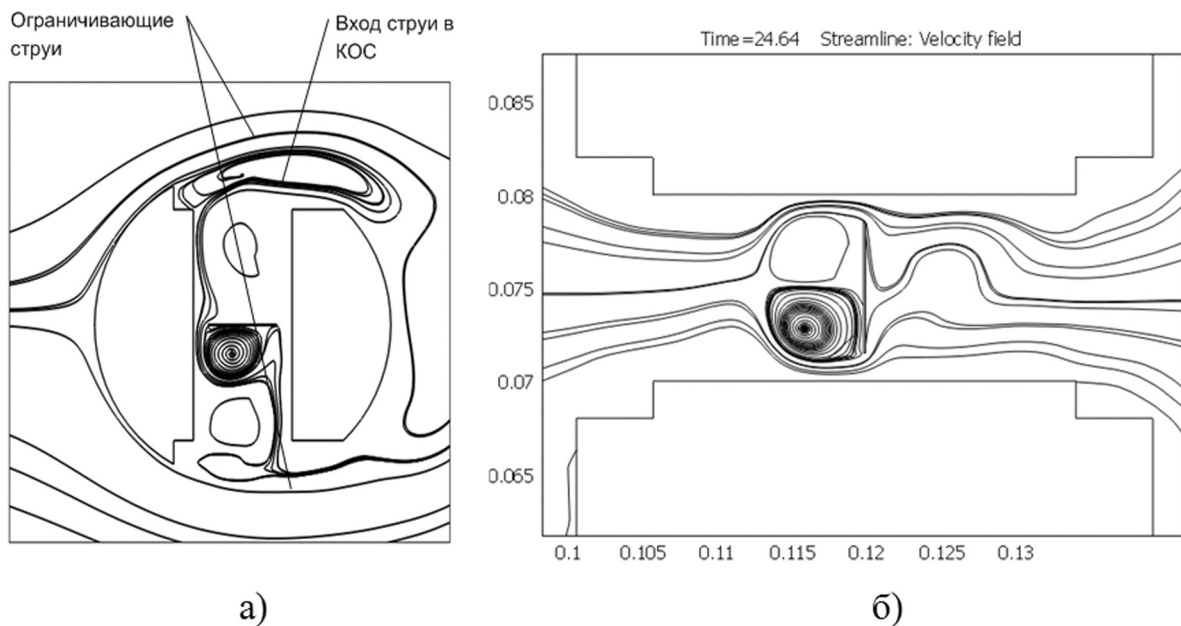 Ограничивающие
струи
Вход струи в
КОС
Time=24.64 Streamline: Velocity field
0.085
0.08
0.075
0.07
0.065
0.1 0.105 0.11 0.115 0.12 0.125 0.13
а)
б)